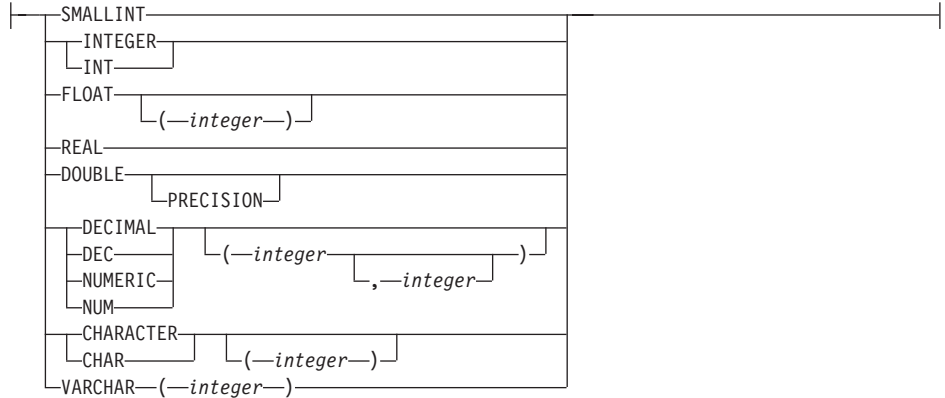 SMALLINT
INTEGER
INT
FLOAT
( integer )
REAL
DOUBLE
PRECISION
DECIMAL
DEC ( integer )
NUMERIC , integer
NUM
CHARACTER
CHAR ( integer )
VARCHAR ( integer )